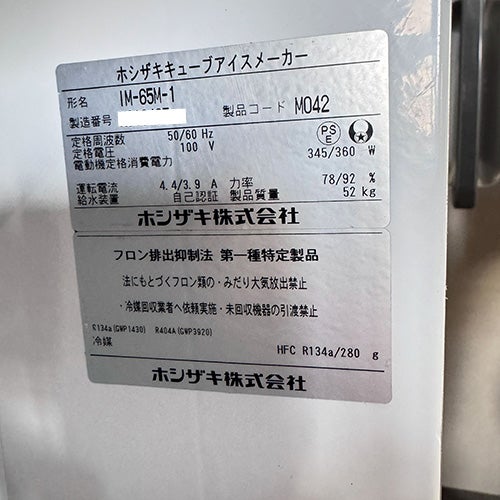 ホシザキキューブアイスメーカー
形名 IM-65M-1
製造番号 製品コード M042
定格周波数 50/60 Hz
定格電圧 100 V
PSE
電動機定格消費電力 345/360 W
運転電流 4.4/3.9 A 力率 78/92 %
給水装置 自己認証 製品質量 52 kg
ホシザキ株式会社
フロン排出抑制法 第一種特定製品
法にもとづくフロン類の・みだり大気放出禁止
・冷媒回収業者へ依頼実施・未回収機器の引渡禁止
R134a(GWP1430) R404A(GWP3920)
冷媒 HFC R134a/280 g
ホシザキ株式会社